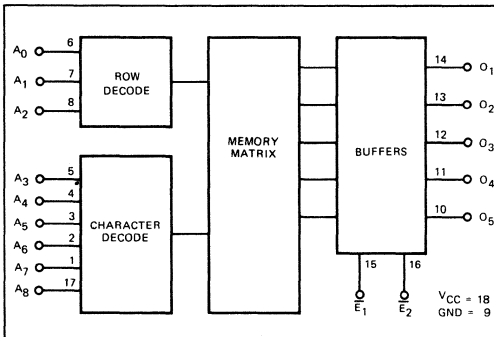 A0 6
A1 7
A2 8
ROW
DECODE
A3 5
A4 4
A5 3
A6 2
A7 1
A8 17
CHARACTER
DECODE
MEMORY
MATRIX
BUFFERS
14 O1
13 O2
12 O3
11 O4
10 O5
15 16
E̅1 E̅2
VCC = 18
GND = 9